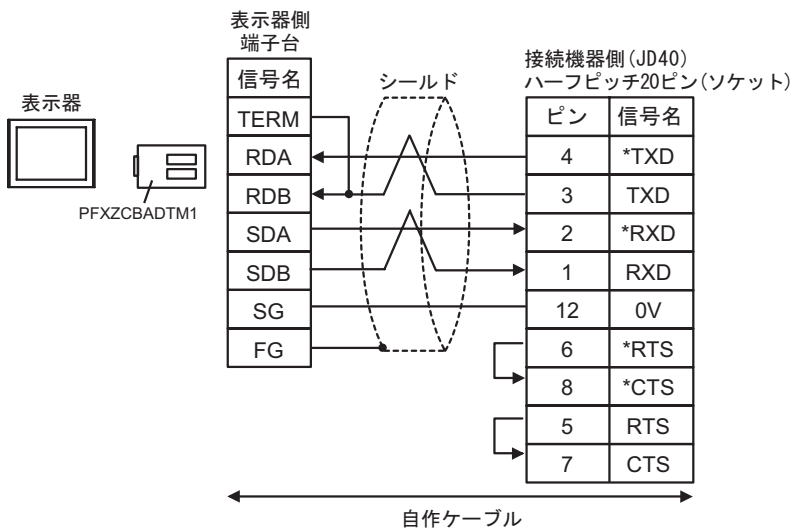 表示器側
端子台
接続機器側(JD40)
ハーフピッチ20ピン(ソケット)
表示器
PFXZCBADTM1
シールド
信号名
TERM
RDA
RDB
SDA
SDB
SG
FG
ピン 信号名
4 *TXD
3 TXD
2 *RXD
1 RXD
12 0V
6 *RTS
8 *CTS
5 RTS
7 CTS
自作ケーブル